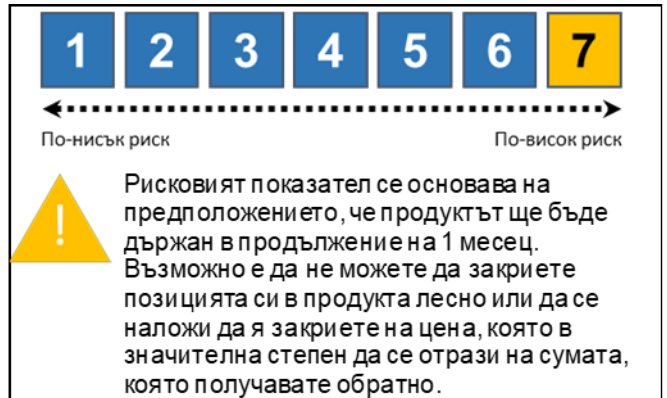 1 2 3 4 5 6 7
По-нисък риск По-висок риск
!
Рисковият показател се основава на
предположението, че продуктът ще бъде
държан в продължение на 1 месец.
Възможно е да не можете да закриете
позицията си в продукта лесно или да се
наложи да я закриете на цена, която в
значителна степен да се отрази на сумата,
която получавате обратно.